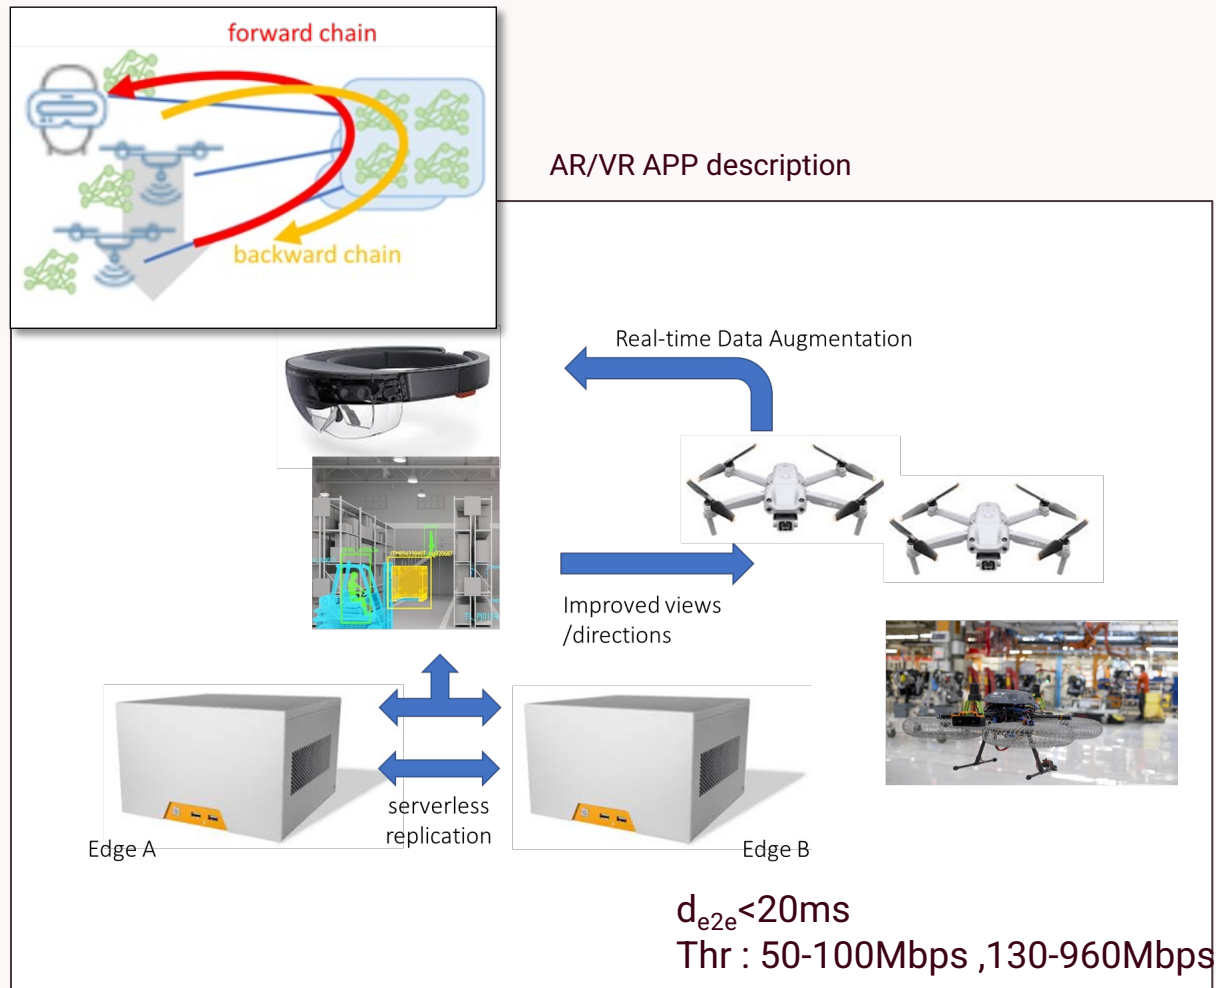 forward chain
backward chain
AR/VR APP description
Real-time Data Augmentation
Improved views
/directions
serverless
replication
Edge A
Edge B
de2e<20ms
Thr : 50-100Mbps ,130-960Mbps